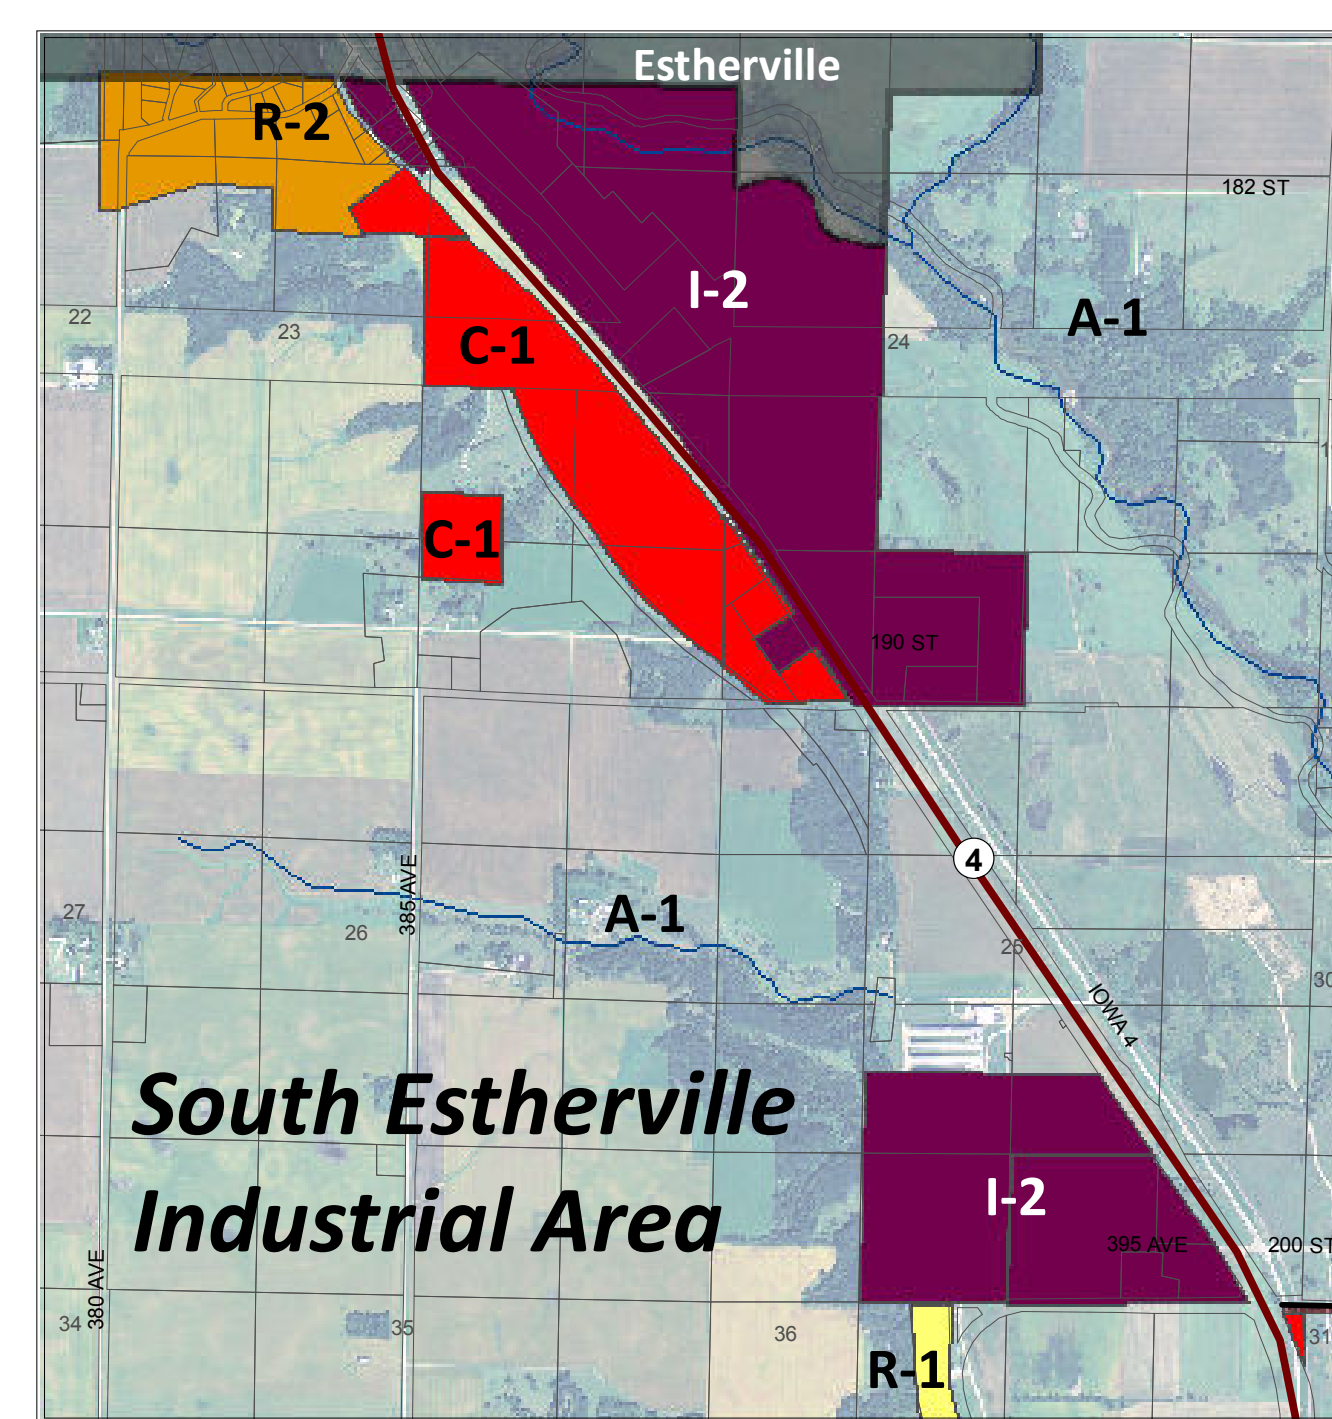 Estherville
R-2
182 ST
I-2
A-1
22
23
C-1
24
C-1
190 ST
4
385 AVE
27
26
A-1
25
30
IOWA 4
South Estherville
Industrial Area
I-2
395 AVE
200 ST
380 AVE
34
35
36
31
R-1